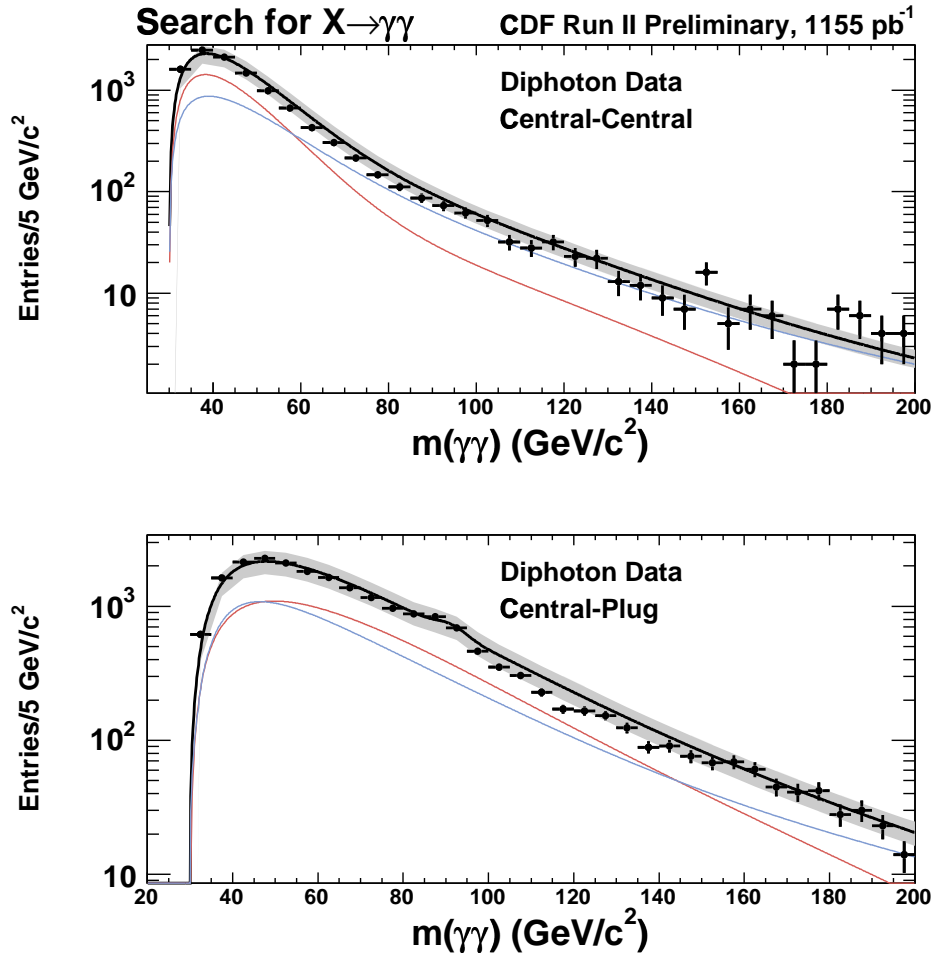 Search for X→γγ CDF Run II Preliminary, 1155 pb⁻¹
Diphoton Data
Central-Central
Entries/5 GeV/c²
10³
10²
10
40 60 80 100 120 140 160 180 200
m(γγ) (GeV/c²)
Diphoton Data
Central-Plug
Entries/5 GeV/c²
10³
10²
10
20 40 60 80 100 120 140 160 180 200
m(γγ) (GeV/c²)